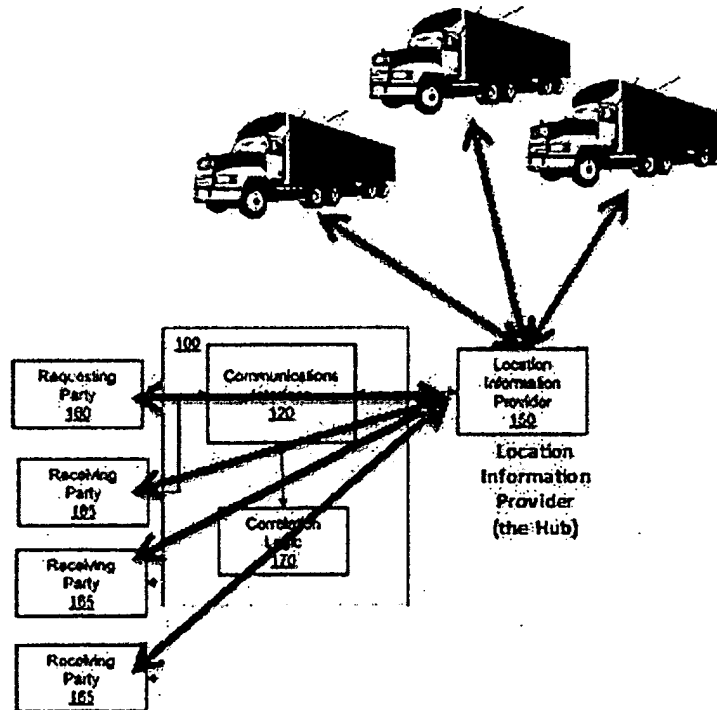 100
Requesting
Party
160
Communications
Interface
120
Location
Information
Provider
150
Receiving
Party
165
Location
Information
Provider
(the Hub)
Correlation
Logic
170
Receiving
Party
165
Receiving
Party
165